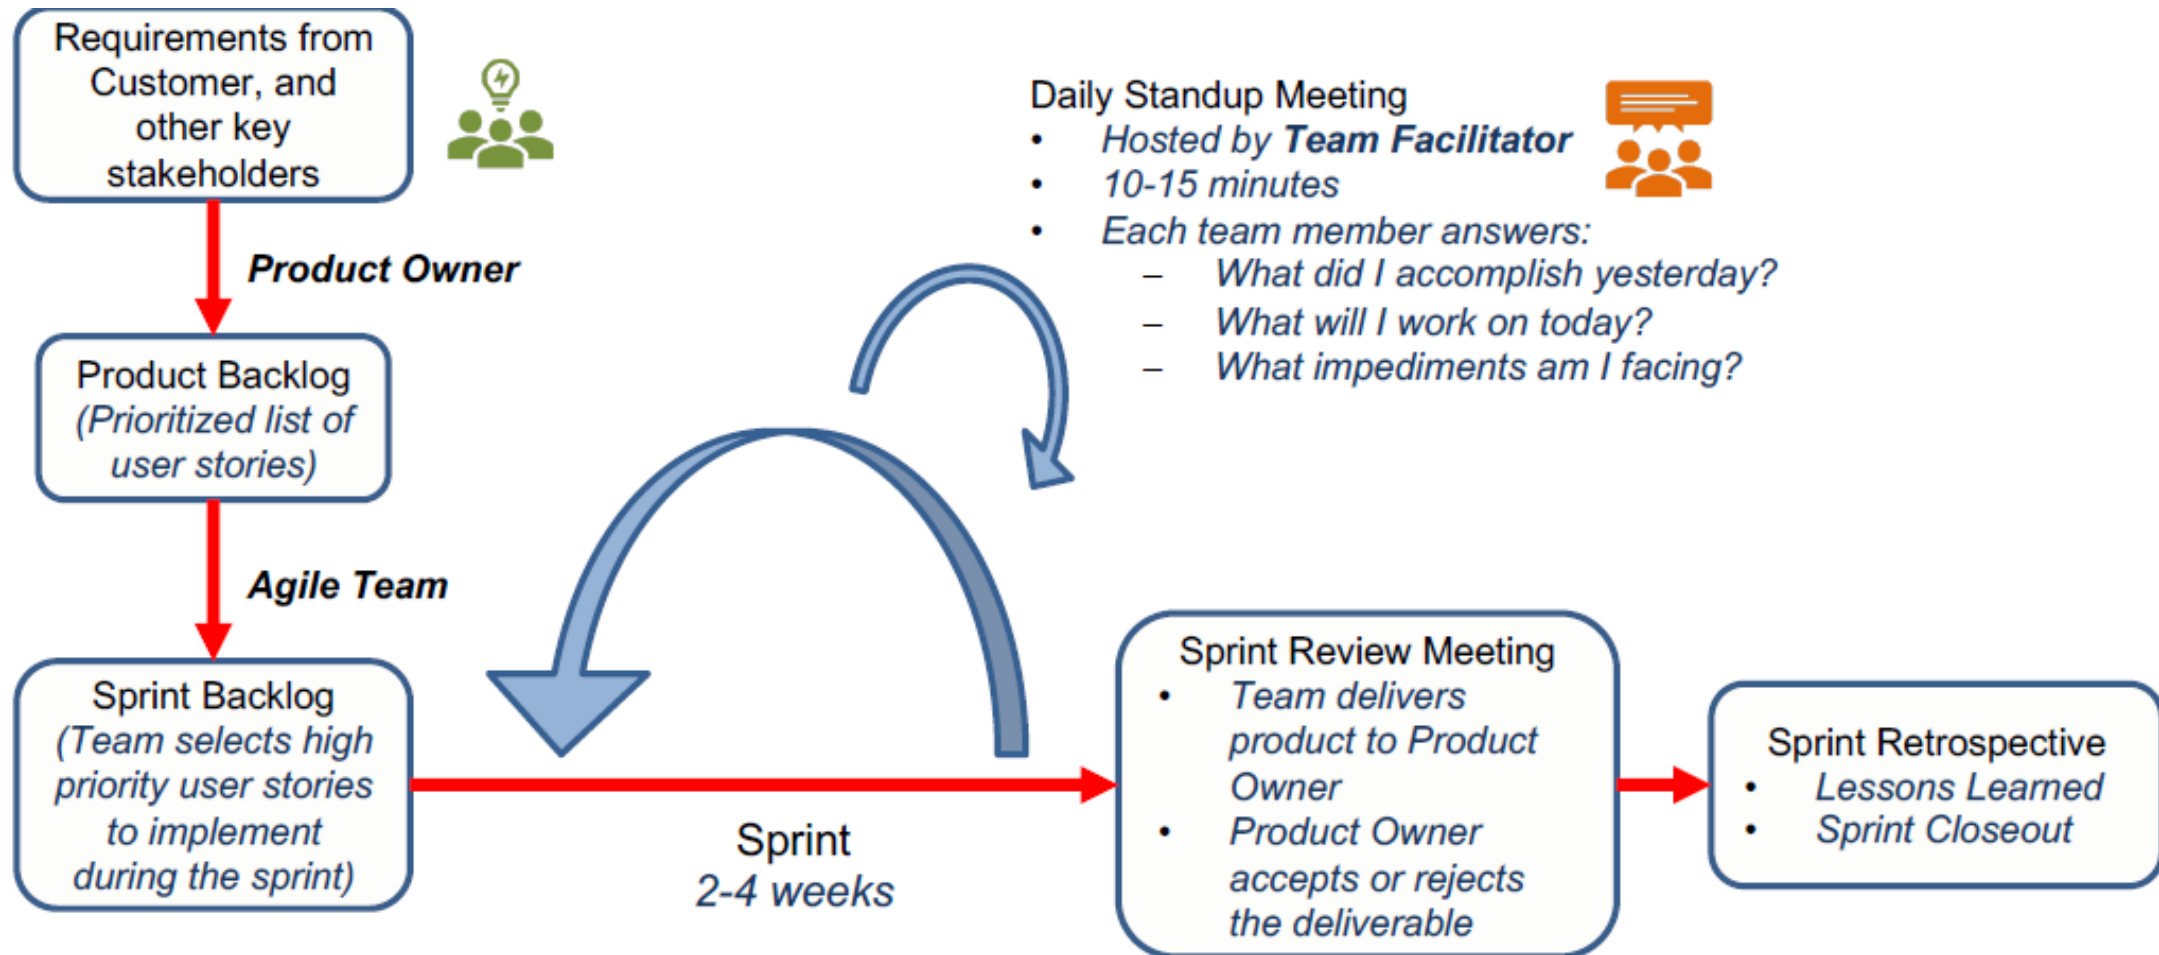 Requirements from
Customer, and
other key
stakeholders
Product Owner
Product Backlog
(Prioritized list of
user stories)
Agile Team
Sprint Backlog
(Team selects high
priority user stories
to implement
during the sprint)
Daily Standup Meeting
• Hosted by Team Facilitator
• 10-15 minutes
• Each team member answers:
– What did I accomplish yesterday?
– What will I work on today?
– What impediments am I facing?
Sprint
2-4 weeks
Sprint Review Meeting
• Team delivers
product to Product
Owner
• Product Owner
accepts or rejects
the deliverable
Sprint Retrospective
• Lessons Learned
• Sprint Closeout